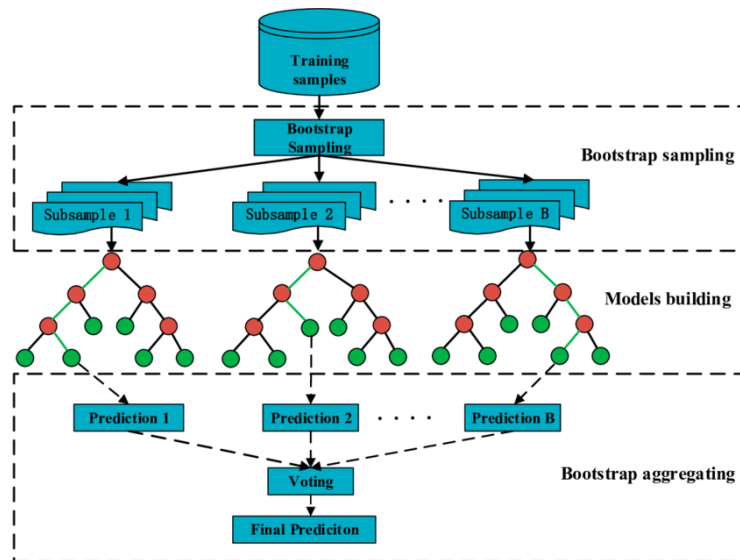 Training
samples
Bootstrap
Sampling
Bootstrap sampling
Subsample 1
Subsample 2
. . . .
Subsample B
Models building
Prediction 1
Prediction 2
. . . .
Prediction B
Voting
Bootstrap aggregating
Final Prediciton